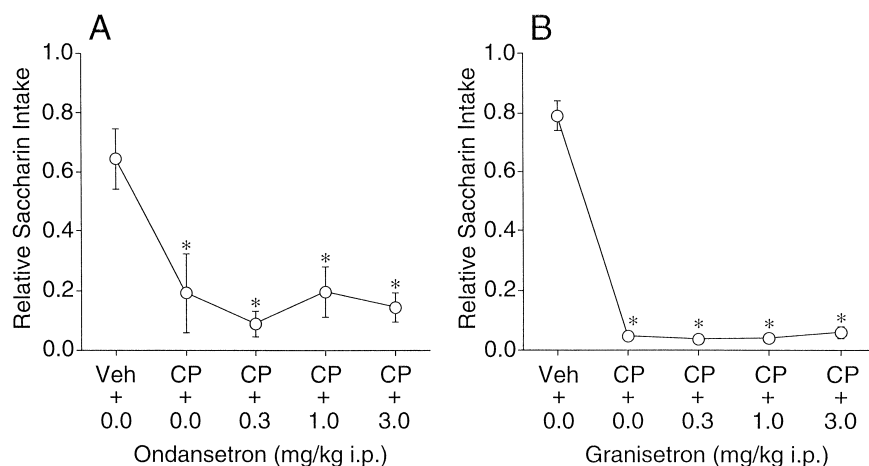 A
Relative Saccharin Intake
1.0
0.8
0.6
0.4
0.2
0.0
* * * *
Veh CP CP CP CP
+ + + + +
0.0 0.0 0.3 1.0 3.0
Ondansetron (mg/kg i.p.)
B
Relative Saccharin Intake
1.0
0.8
0.6
0.4
0.2
0.0
* * * *
Veh CP CP CP CP
+ + + + +
0.0 0.0 0.3 1.0 3.0
Granisetron (mg/kg i.p.)